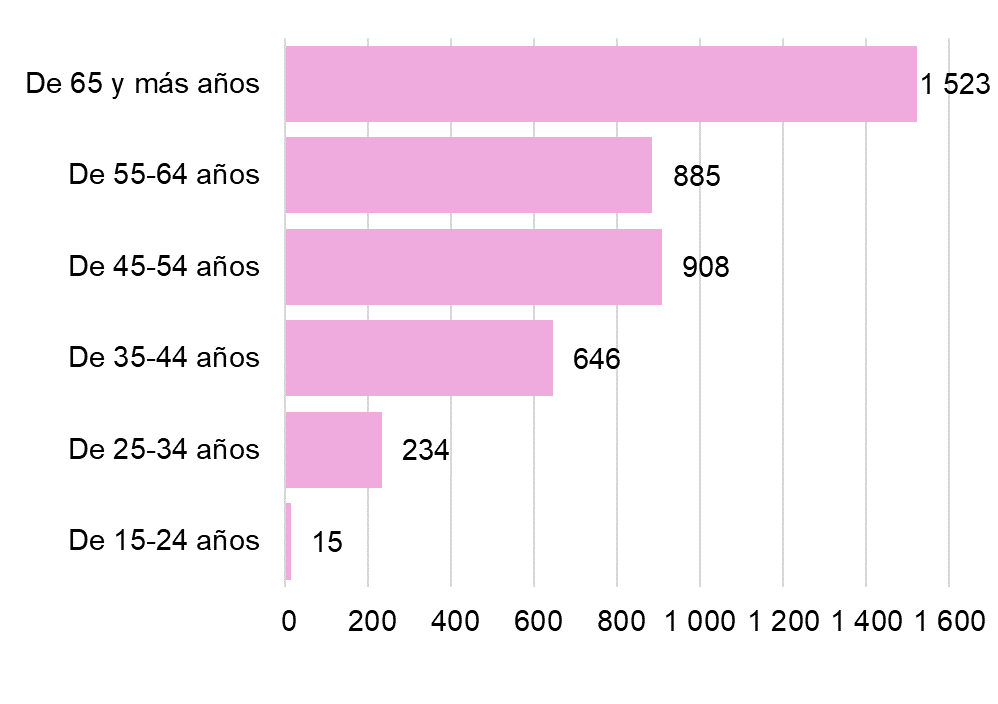 De 65 y más años 1 523
De 55-64 años 885
De 45-54 años 908
De 35-44 años 646
De 25-34 años 234
De 15-24 años 15
0 200 400 600 800 1 000 1 200 1 400 1 600